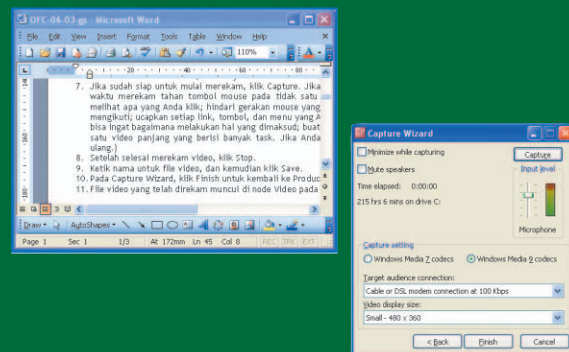 OFC-06-03.gs - Microsoft Word
File Edit View Insert Format Tools Table Window Help
110%
20 40 60 80
7. Jika sudah siap untuk mulai merekam, klik Capture. Jika
waktu merekam tahan tombol mouse pada tidak satu
melihat apa yang Anda klik; hindari gerakan mouse yang
mengikuti; ucapkan setiap link, tombol, dan menu yang A
bisa ingat bagaimana melakukan hal yang dimaksud; buat
satu video panjang yang berisi banyak task. Jika Anda
ulang.)
8. Setelah selesai merekam video, klik Stop.
9. Ketik nama untuk file video, dan kemudian klik Save.
10. Pada Capture Wizard, klik Finish untuk kembali ke Produc
11. File video yang telah direkam muncul di node Video pada
160
180
Draw AutoShapes
Page 1 Sec 1 1/3 At 172mm Ln 45 Col 8 REC TRK EXT
Capture Wizard
Minimize while capturing
Capture
Mute speakers
Input level
Time elapsed: 0:00:00
215 hrs 6 mins on drive C:
Microphone
Capture setting
Windows Media 7 codecs Windows Media 9 codecs
Target audience connection:
Cable or DSL modem connection at 100 Kbps
Video display size:
Small - 480 x 360
< Back Finish Cancel